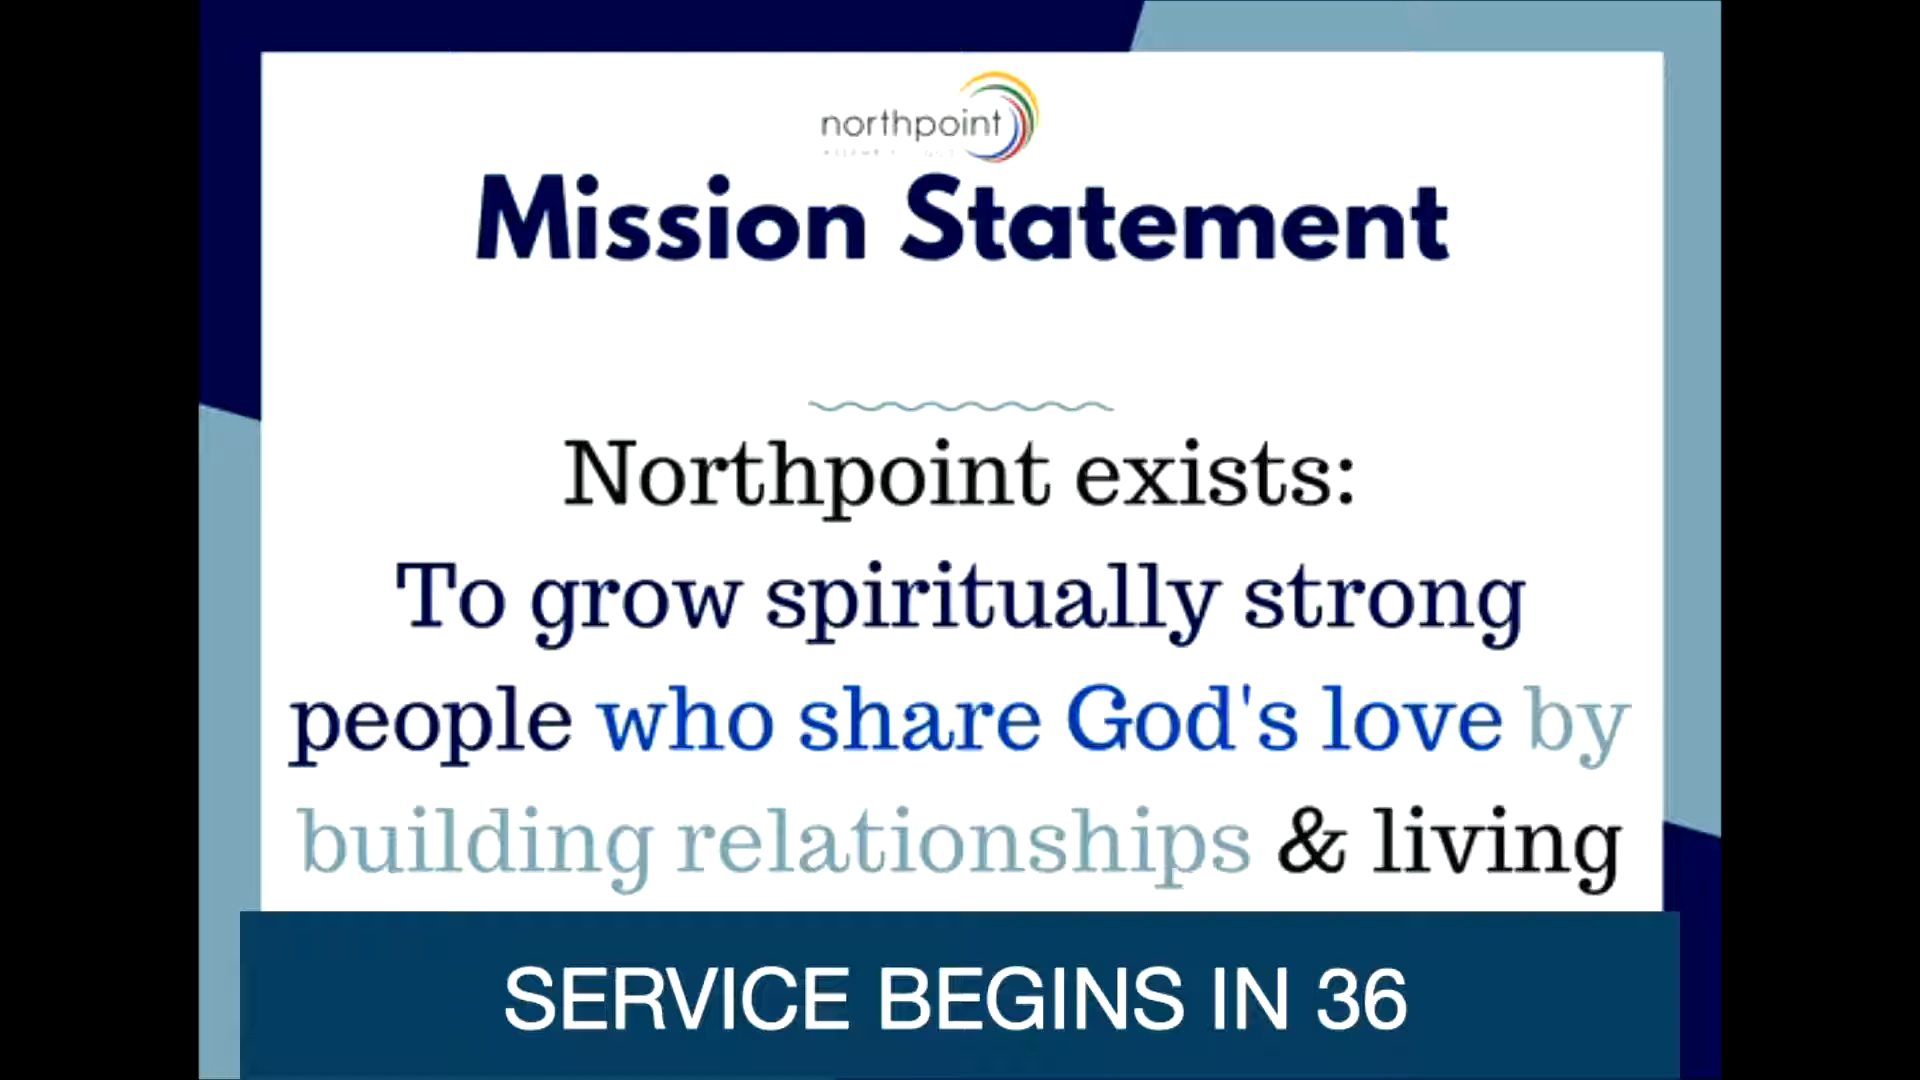 northpoint
Mission Statement
Northpoint exists:
To grow spiritually strong
people who share God's love by
building relationships & living
SERVICE BEGINS IN 36